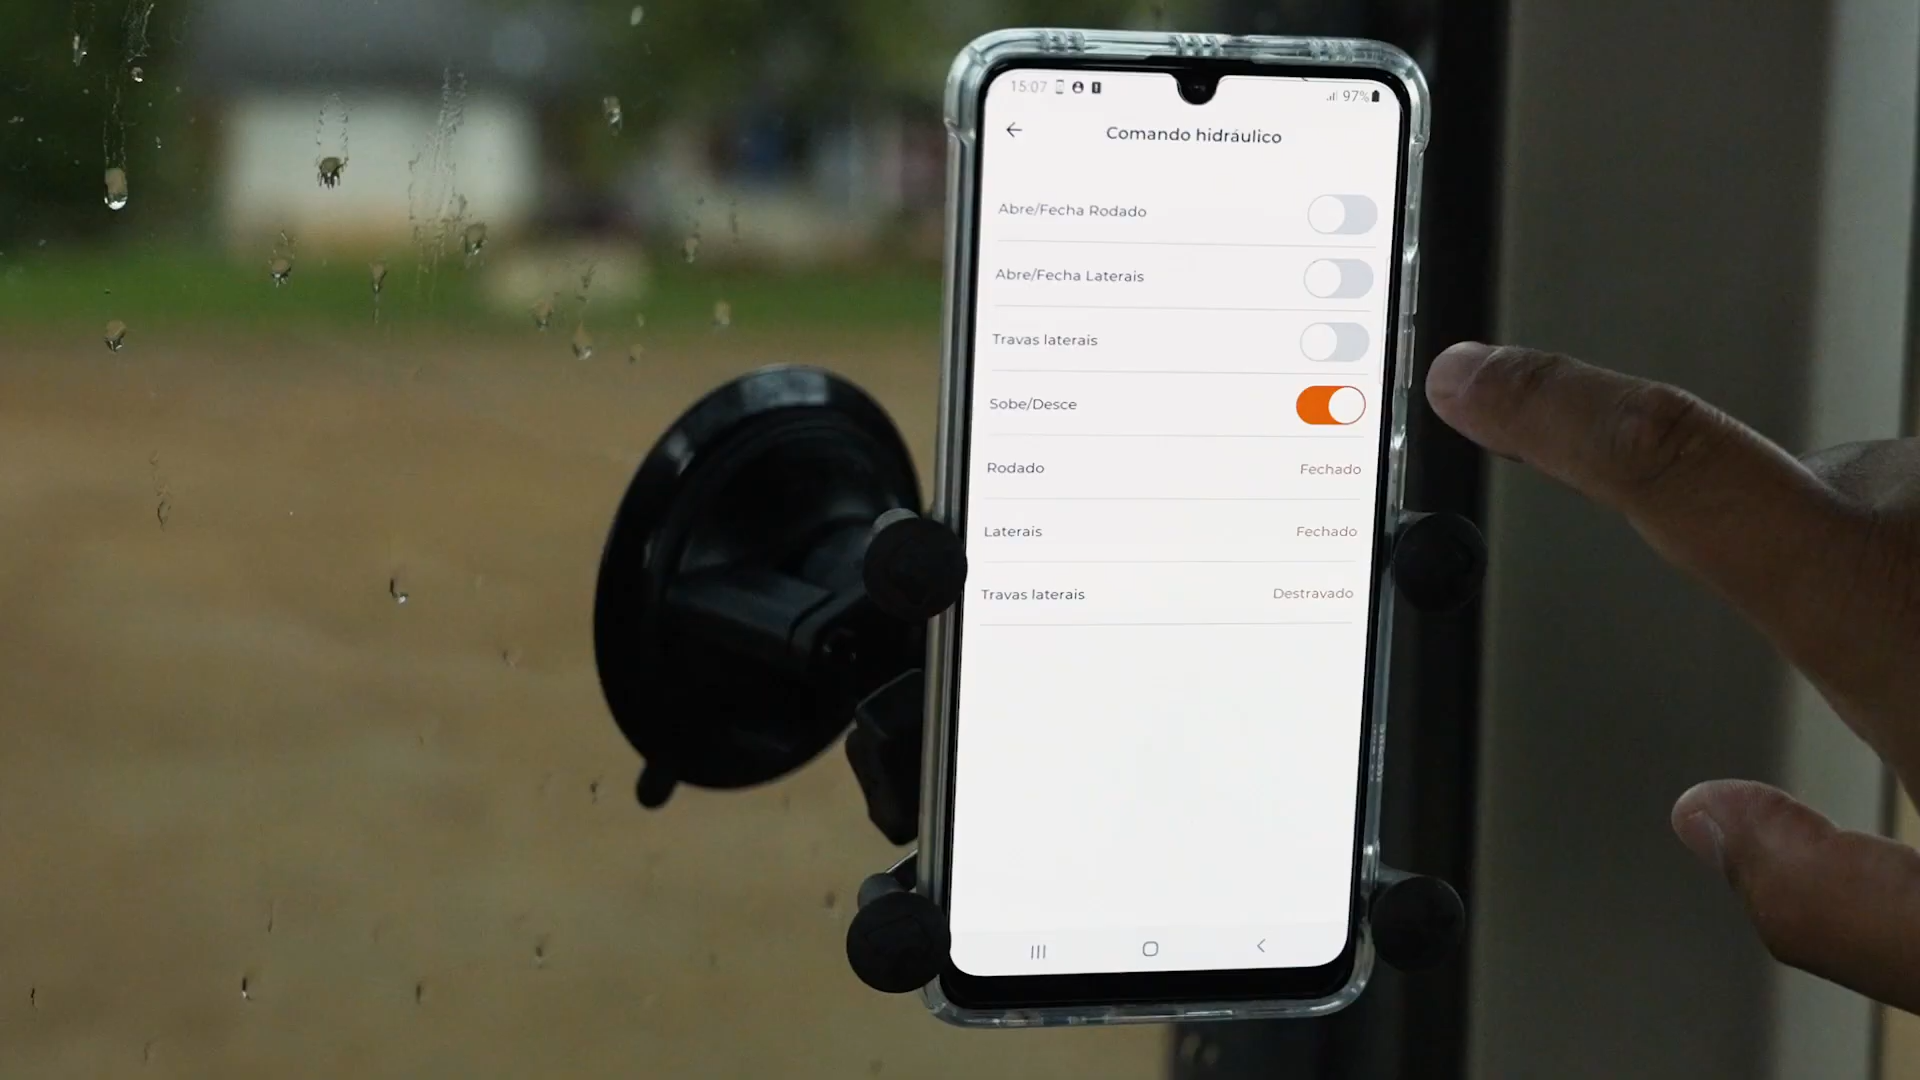 15:07
97%
Comando hidráulico
Abre/Fecha Rodado
Abre/Fecha Laterais
Travas laterais
Sobe/Desce
Rodado Fechado
Laterais Fechado
Travas laterais Destravado